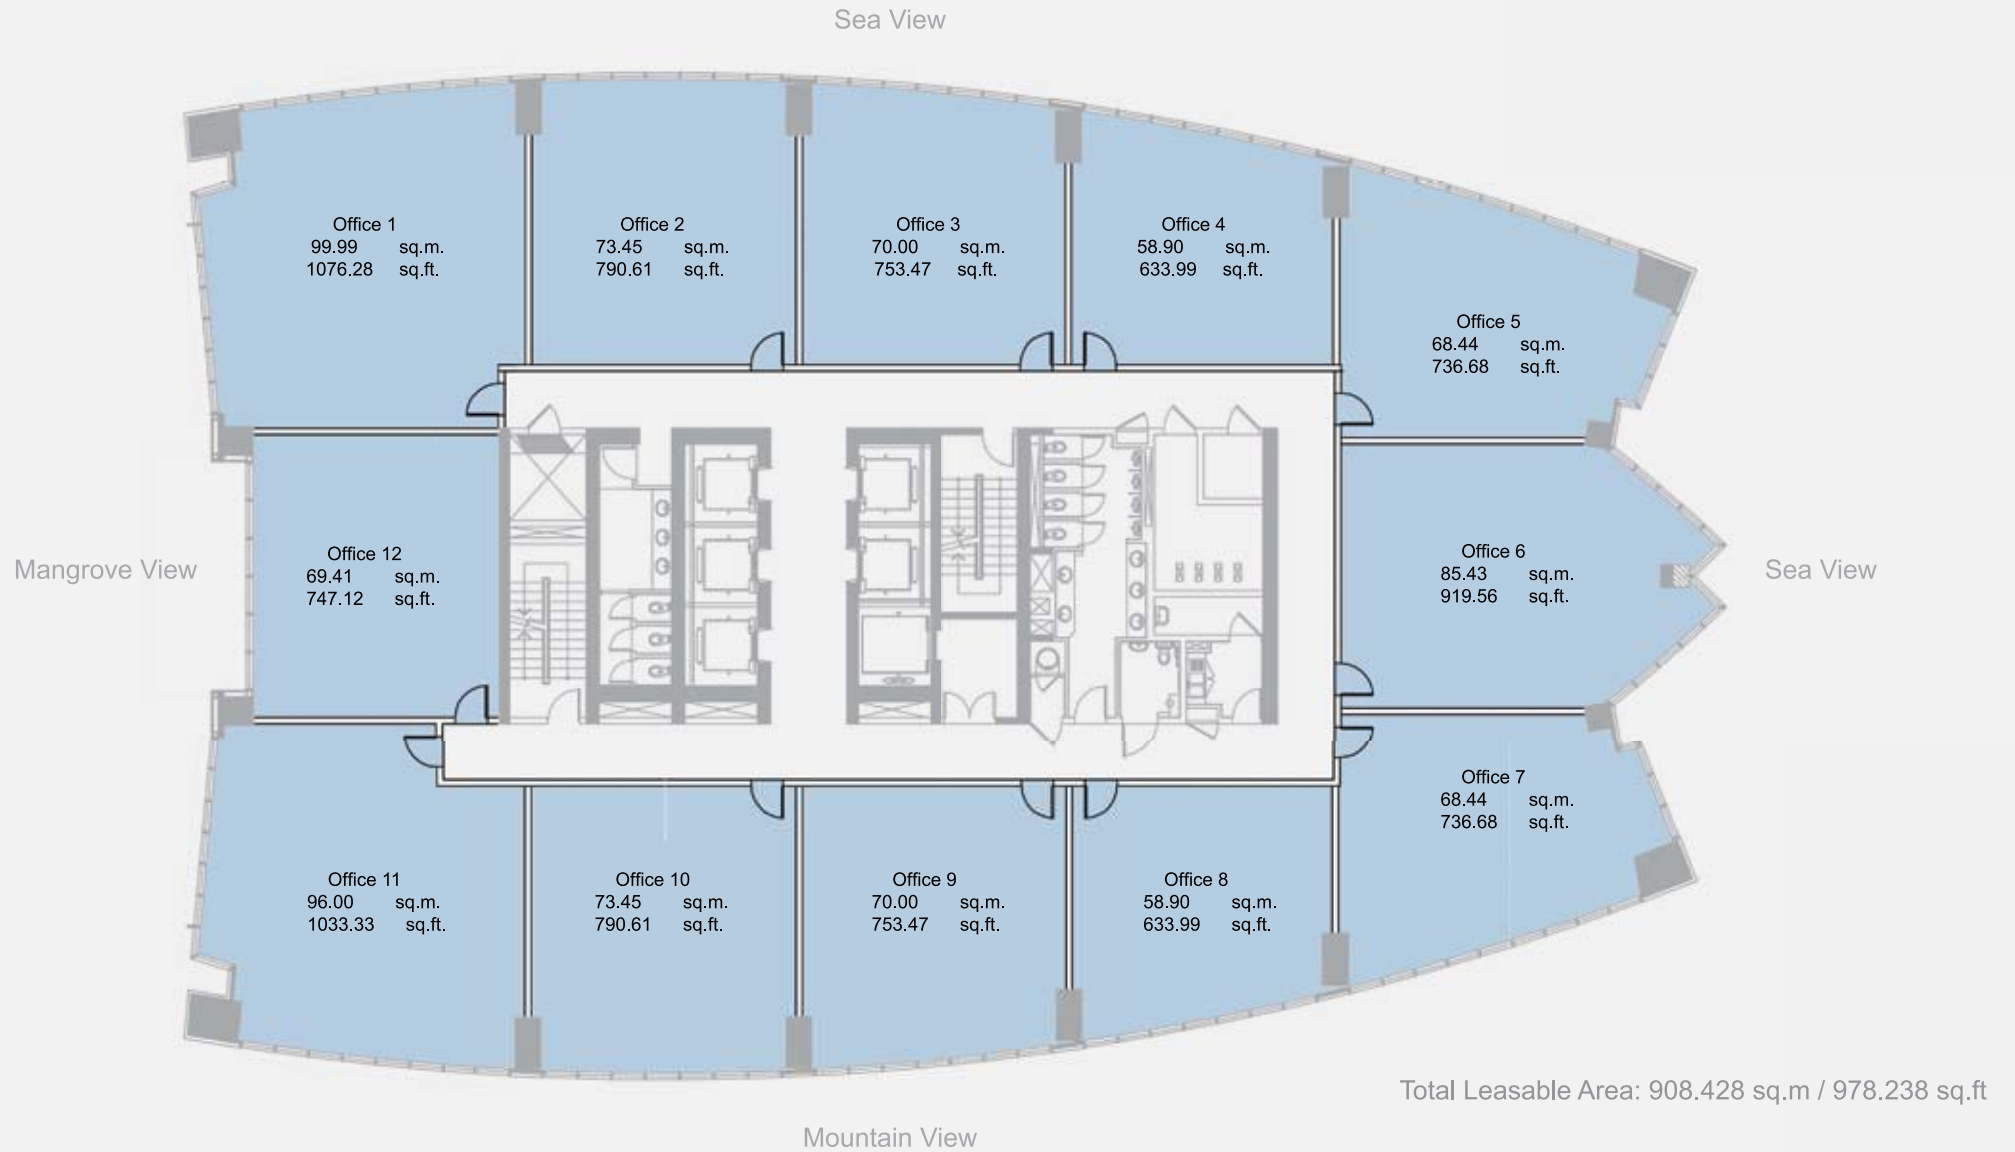 Sea View
Office 1
99.99 sq.m.
1076.28 sq.ft.
Office 2
73.45 sq.m.
790.61 sq.ft.
Office 3
70.00 sq.m.
753.47 sq.ft.
Office 4
58.90 sq.m.
633.99 sq.ft.
Office 5
68.44 sq.m.
736.68 sq.ft.
Mangrove View
Office 12
69.41 sq.m.
747.12 sq.ft.
Office 6
85.43 sq.m.
919.56 sq.ft.
Sea View
Office 11
96.00 sq.m.
1033.33 sq.ft.
Office 10
73.45 sq.m.
790.61 sq.ft.
Office 9
70.00 sq.m.
753.47 sq.ft.
Office 8
58.90 sq.m.
633.99 sq.ft.
Office 7
68.44 sq.m.
736.68 sq.ft.
Total Leasable Area: 908.428 sq.m / 978.238 sq.ft
Mountain View